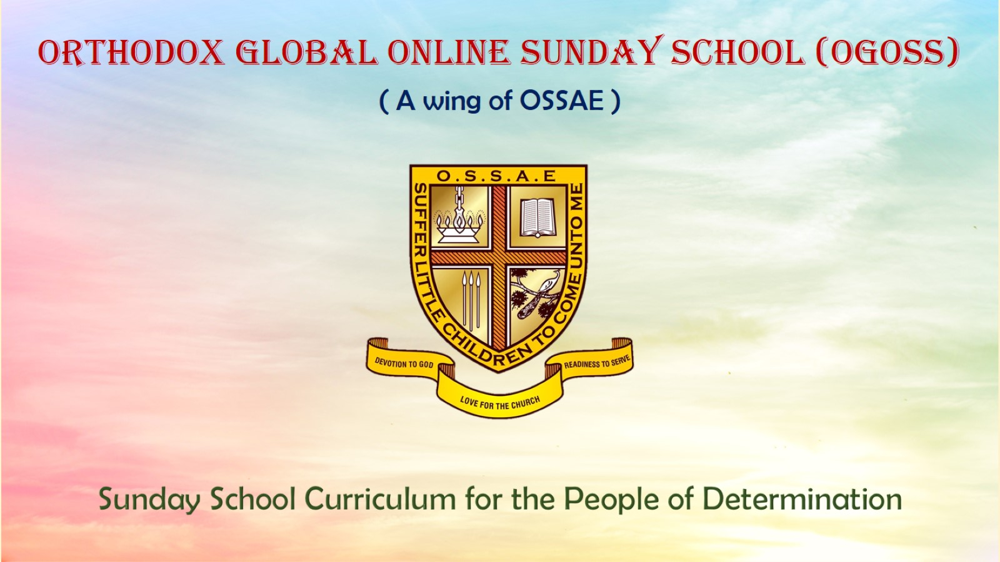 ORTHODOX GLOBAL ONLINE SUNDAY SCHOOL (OGOSS)
( A wing of OSSAE )
O.S.S.A.E
SUFFER LITTLE CHILDREN TO COME UNTO ME
DEVOTION TO GOD
LOVE FOR THE CHURCH
READINESS TO SERVE
Sunday School Curriculum for the People of Determination